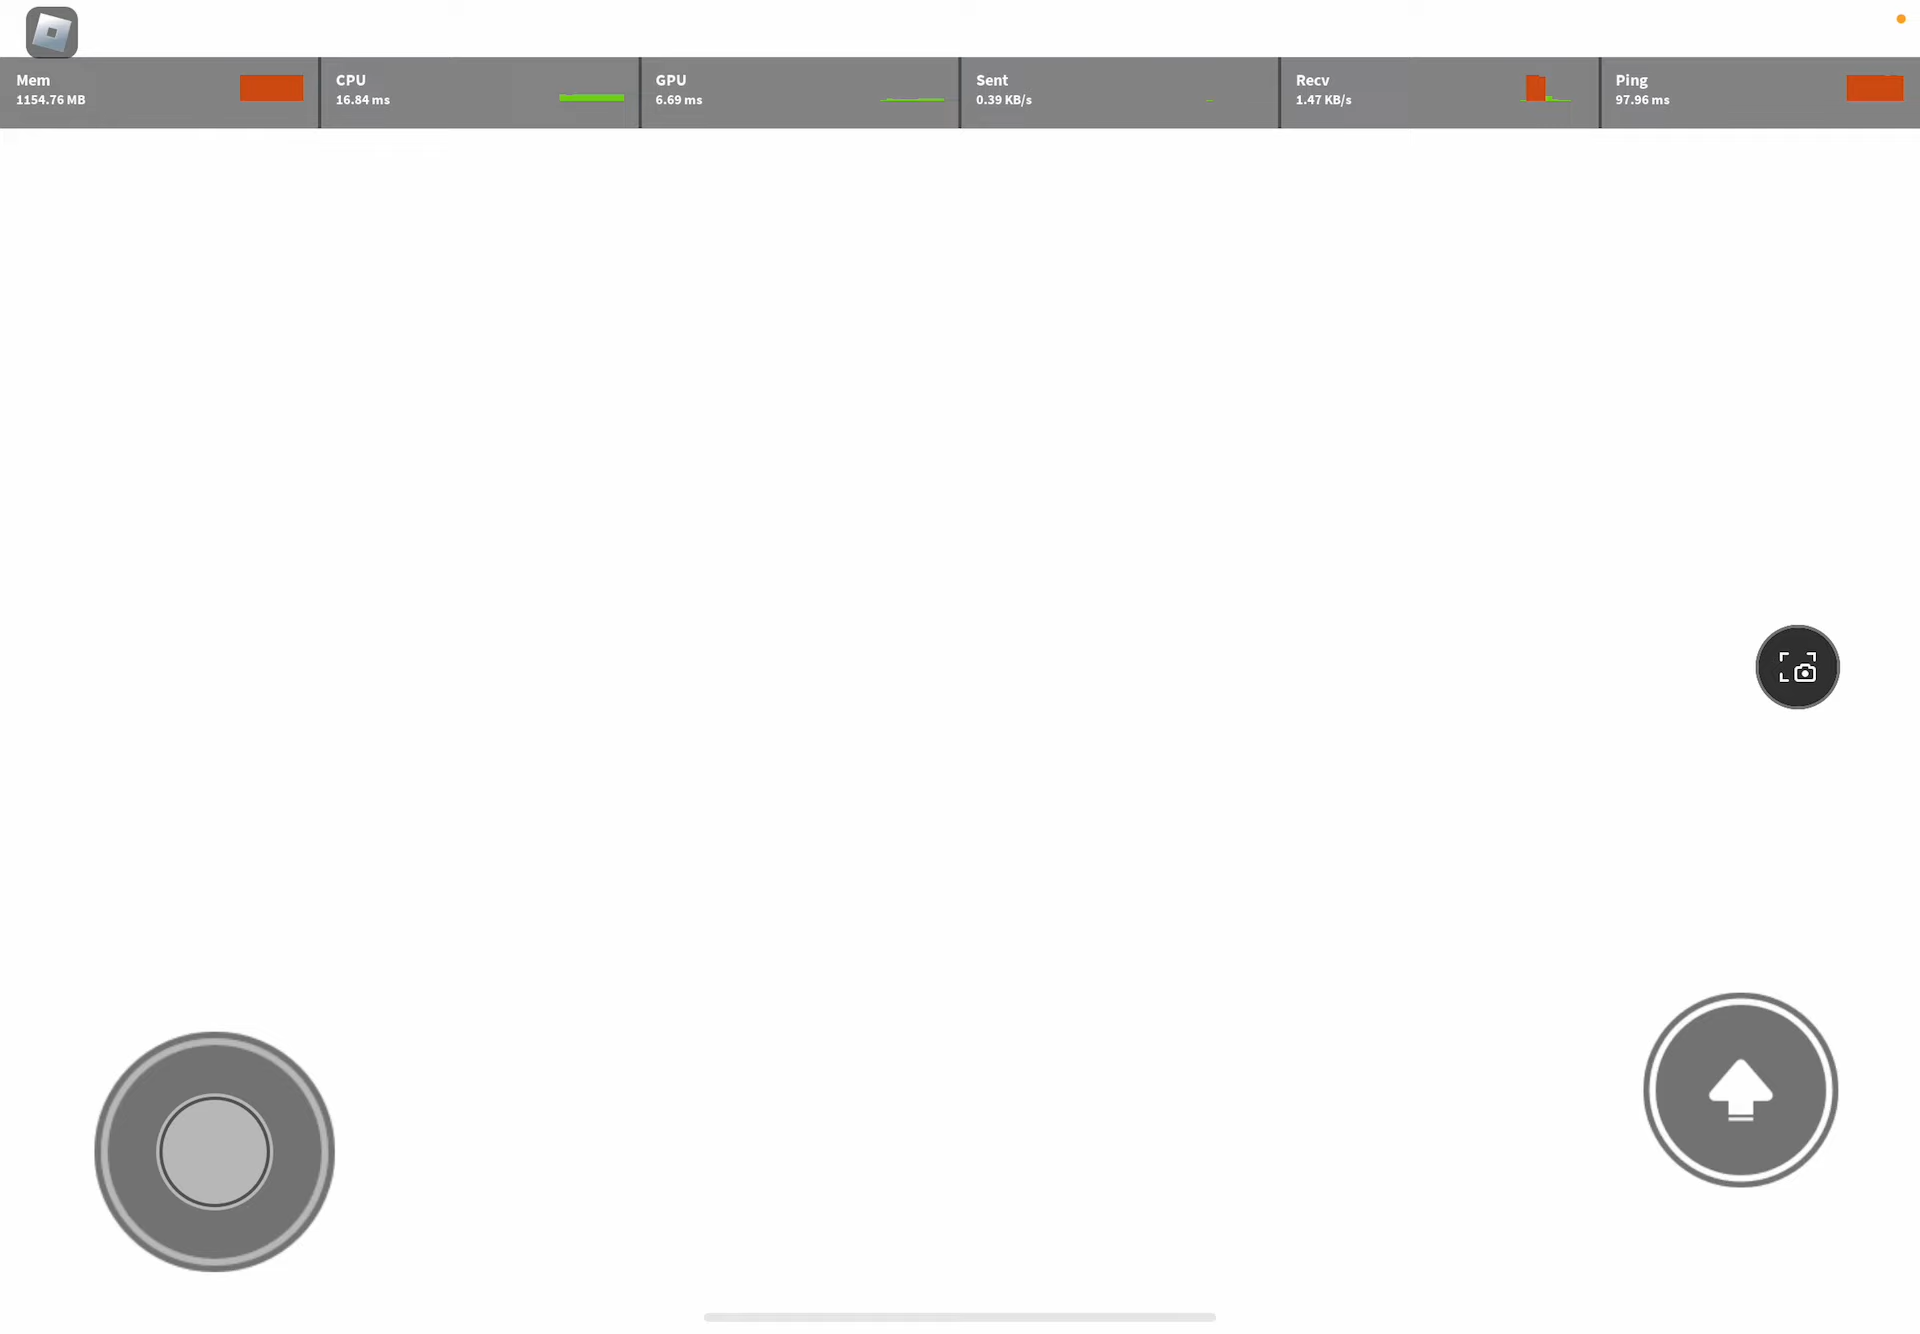 Mem
1154.76 MB
CPU
16.84 ms
GPU
6.69 ms
Sent
0.39 KB/s
Recv
1.47 KB/s
Ping
97.96 ms